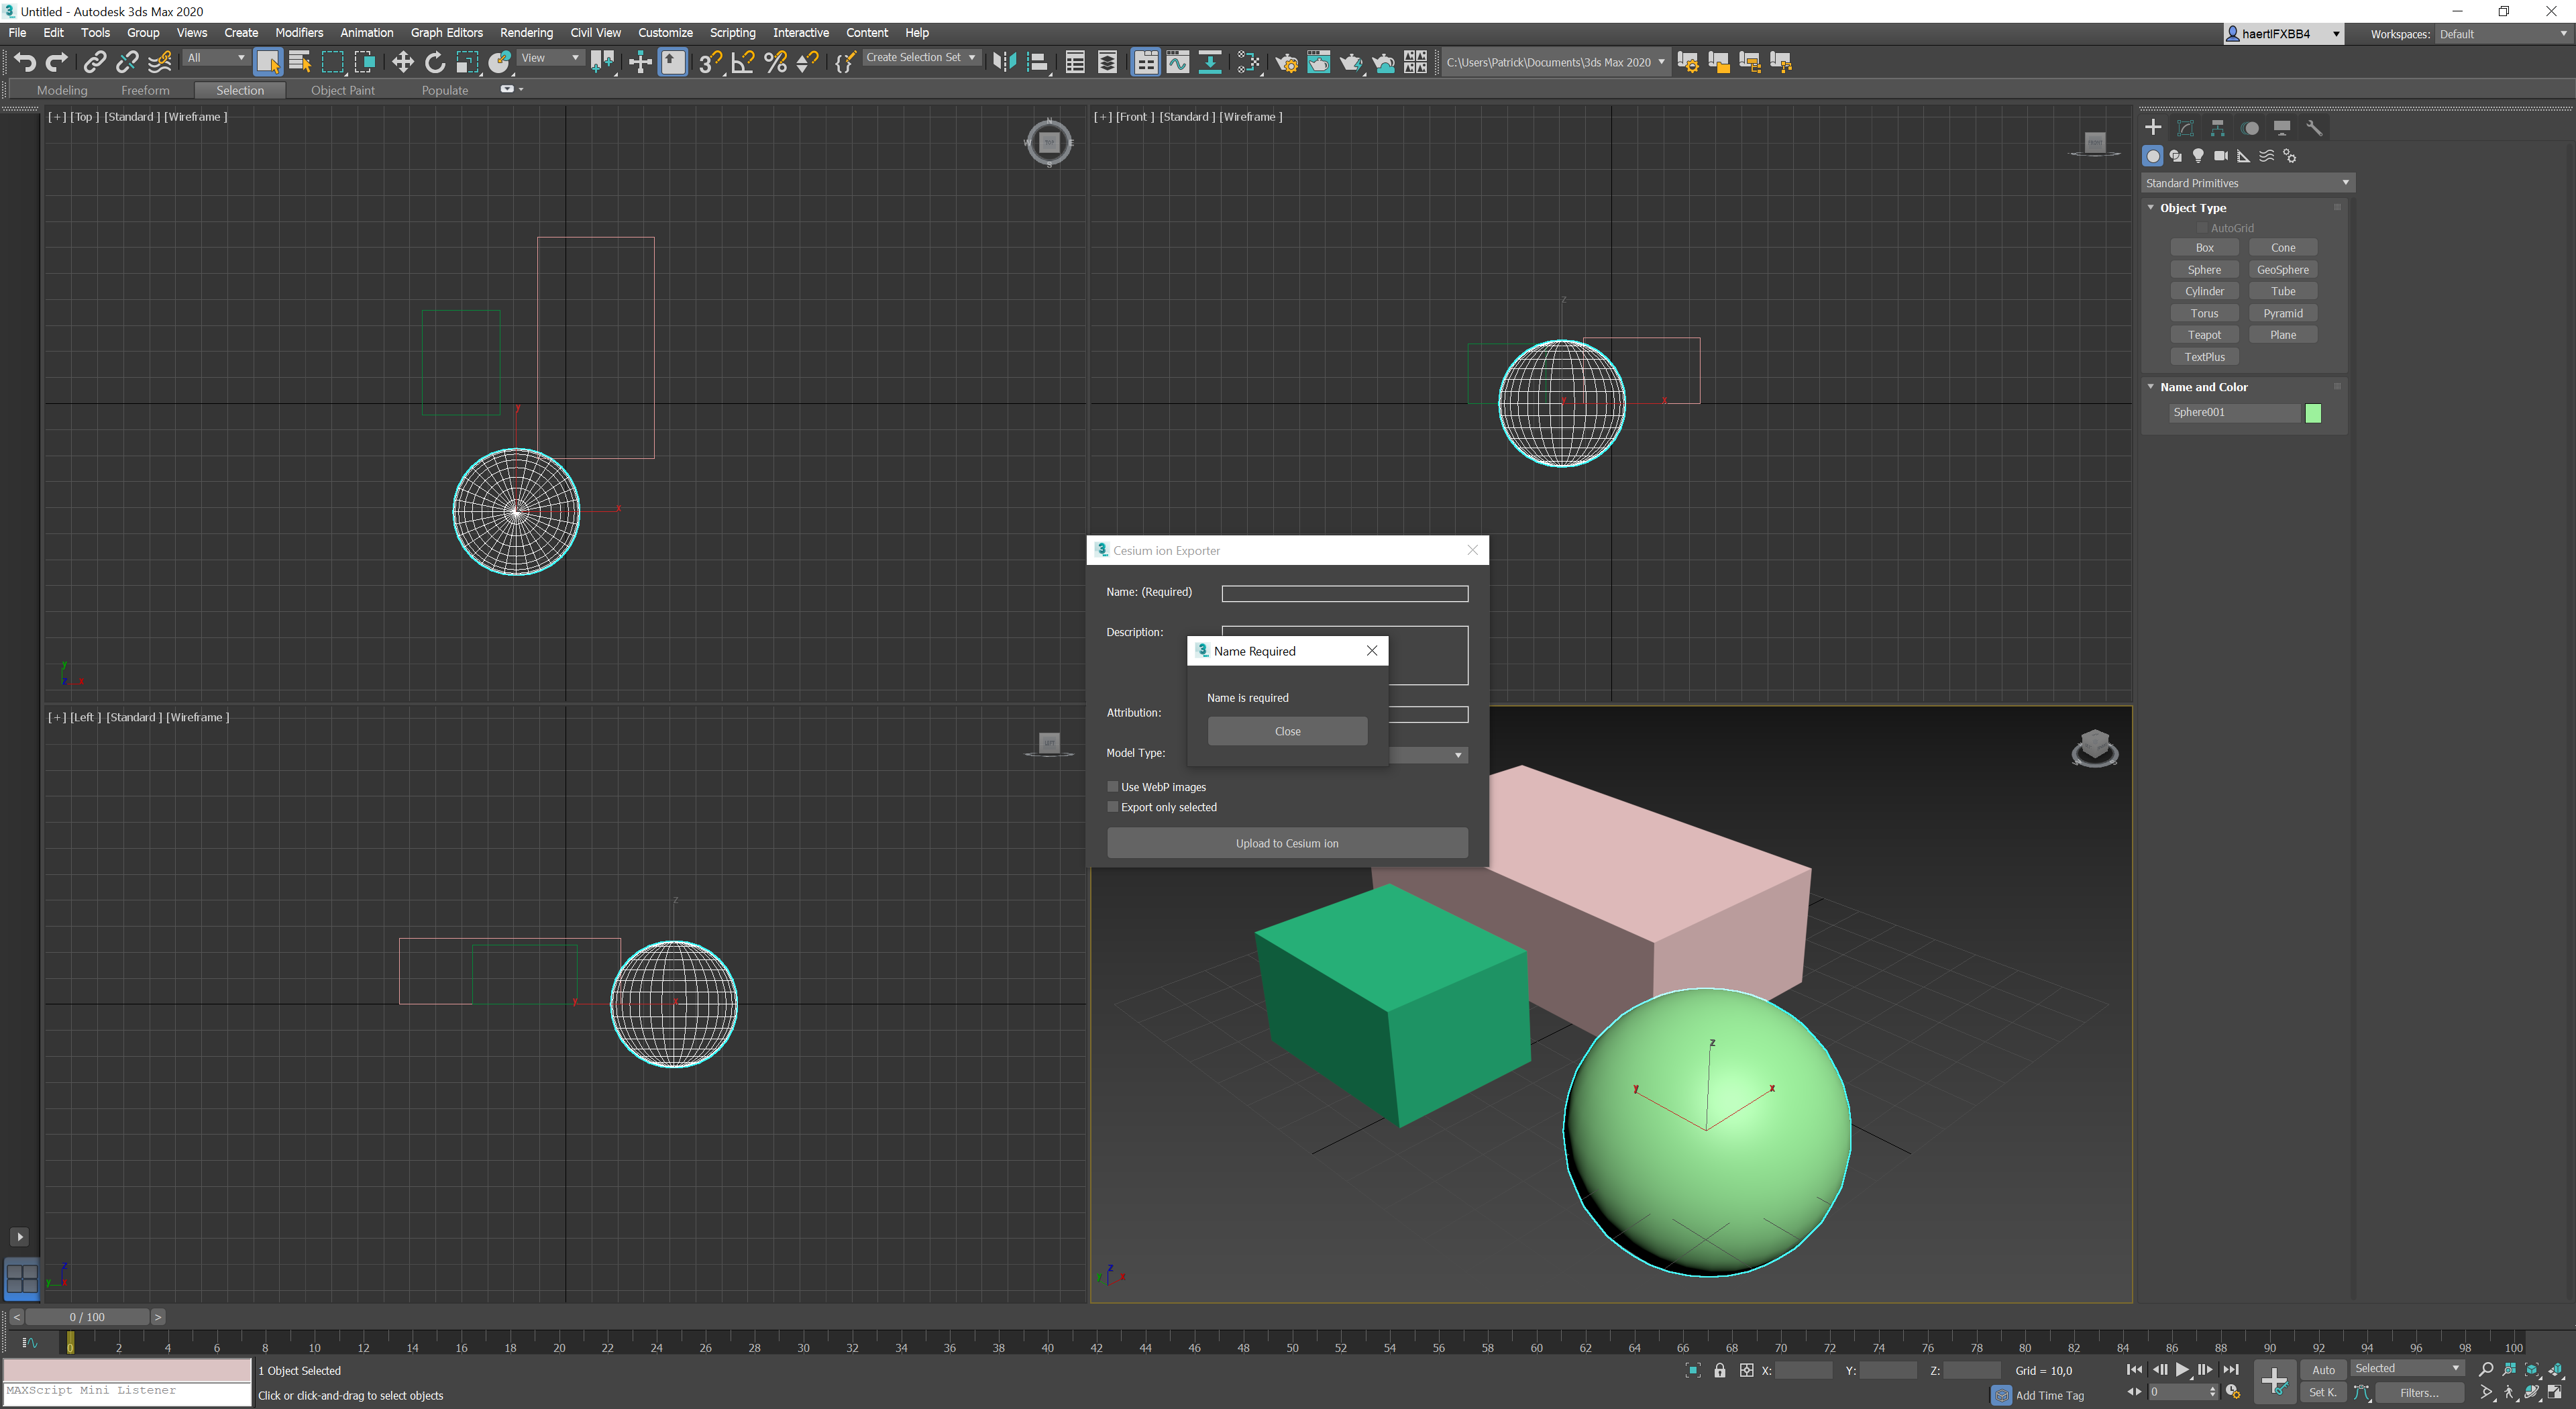 Untitled - Autodesk 3ds Max 2020
File Edit Tools Group Views Create Modifiers Animation Graph Editors Rendering Civil View Customize Scripting Interactive Content Help
haertlFXBB4
Workspaces: Default
All
View
Create Selection Set
C:\Users\Patrick\Documents\3ds Max 2020
Modeling Freeform Selection Object Paint Populate
[+] [Top ] [Standard ] [Wireframe ]
N
W E
S
y
x
y
z x
[+] [Front ] [Standard ] [Wireframe ]
z
y x
Standard Primitives
Object Type
AutoGrid
Box Cone
Sphere GeoSphere
Cylinder Tube
Torus Pyramid
Teapot Plane
TextPlus
Name and Color
Sphere001
Cesium ion Exporter
Name: (Required)
Description:
Name Required
Name is required
Close
Attribution:
Model Type:
Use WebP images
Export only selected
Upload to Cesium ion
[+] [Left ] [Standard ] [Wireframe ]
z
y x
z
y x
z
y x
z
y x
< 0 / 100 >
0 2 4 6 8 10 12 14 16 18 20 22 24 26 28 30 32 34 36 38 40 42 44 46 48 50 52 54 56 58 60 62 64 66 68 70 72 74 76 78 80 82 84 86 88 90 92 94 96 98 100
MAXScript Mini Listener
1 Object Selected
Click or click-and-drag to select objects
X: Y: Z: Grid = 10,0
Add Time Tag
0
Auto Selected
Set K. Filters...